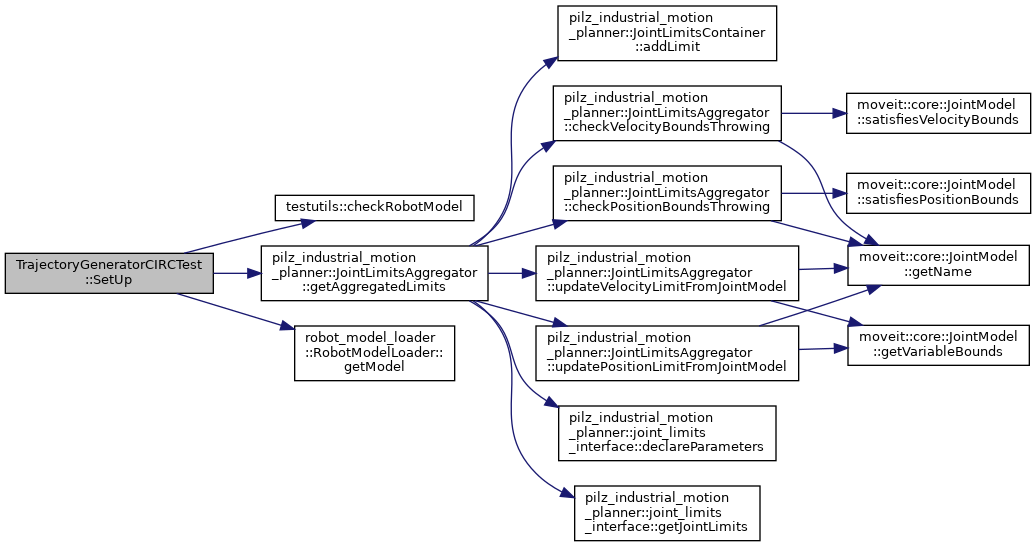 TrajectoryGeneratorCIRCTest
::SetUp
testutils::checkRobotModel
pilz_industrial_motion
_planner::JointLimitsAggregator
::getAggregatedLimits
robot_model_loader
::RobotModelLoader::
getModel
pilz_industrial_motion
_planner::JointLimitsContainer
::addLimit
pilz_industrial_motion
_planner::JointLimitsAggregator
::checkVelocityBoundsThrowing
pilz_industrial_motion
_planner::JointLimitsAggregator
::checkPositionBoundsThrowing
pilz_industrial_motion
_planner::JointLimitsAggregator
::updateVelocityLimitFromJointModel
pilz_industrial_motion
_planner::JointLimitsAggregator
::updatePositionLimitFromJointModel
pilz_industrial_motion
_planner::joint_limits
_interface::declareParameters
pilz_industrial_motion
_planner::joint_limits
_interface::getJointLimits
moveit::core::JointModel
::satisfiesVelocityBounds
moveit::core::JointModel
::satisfiesPositionBounds
moveit::core::JointModel
::getName
moveit::core::JointModel
::getVariableBounds